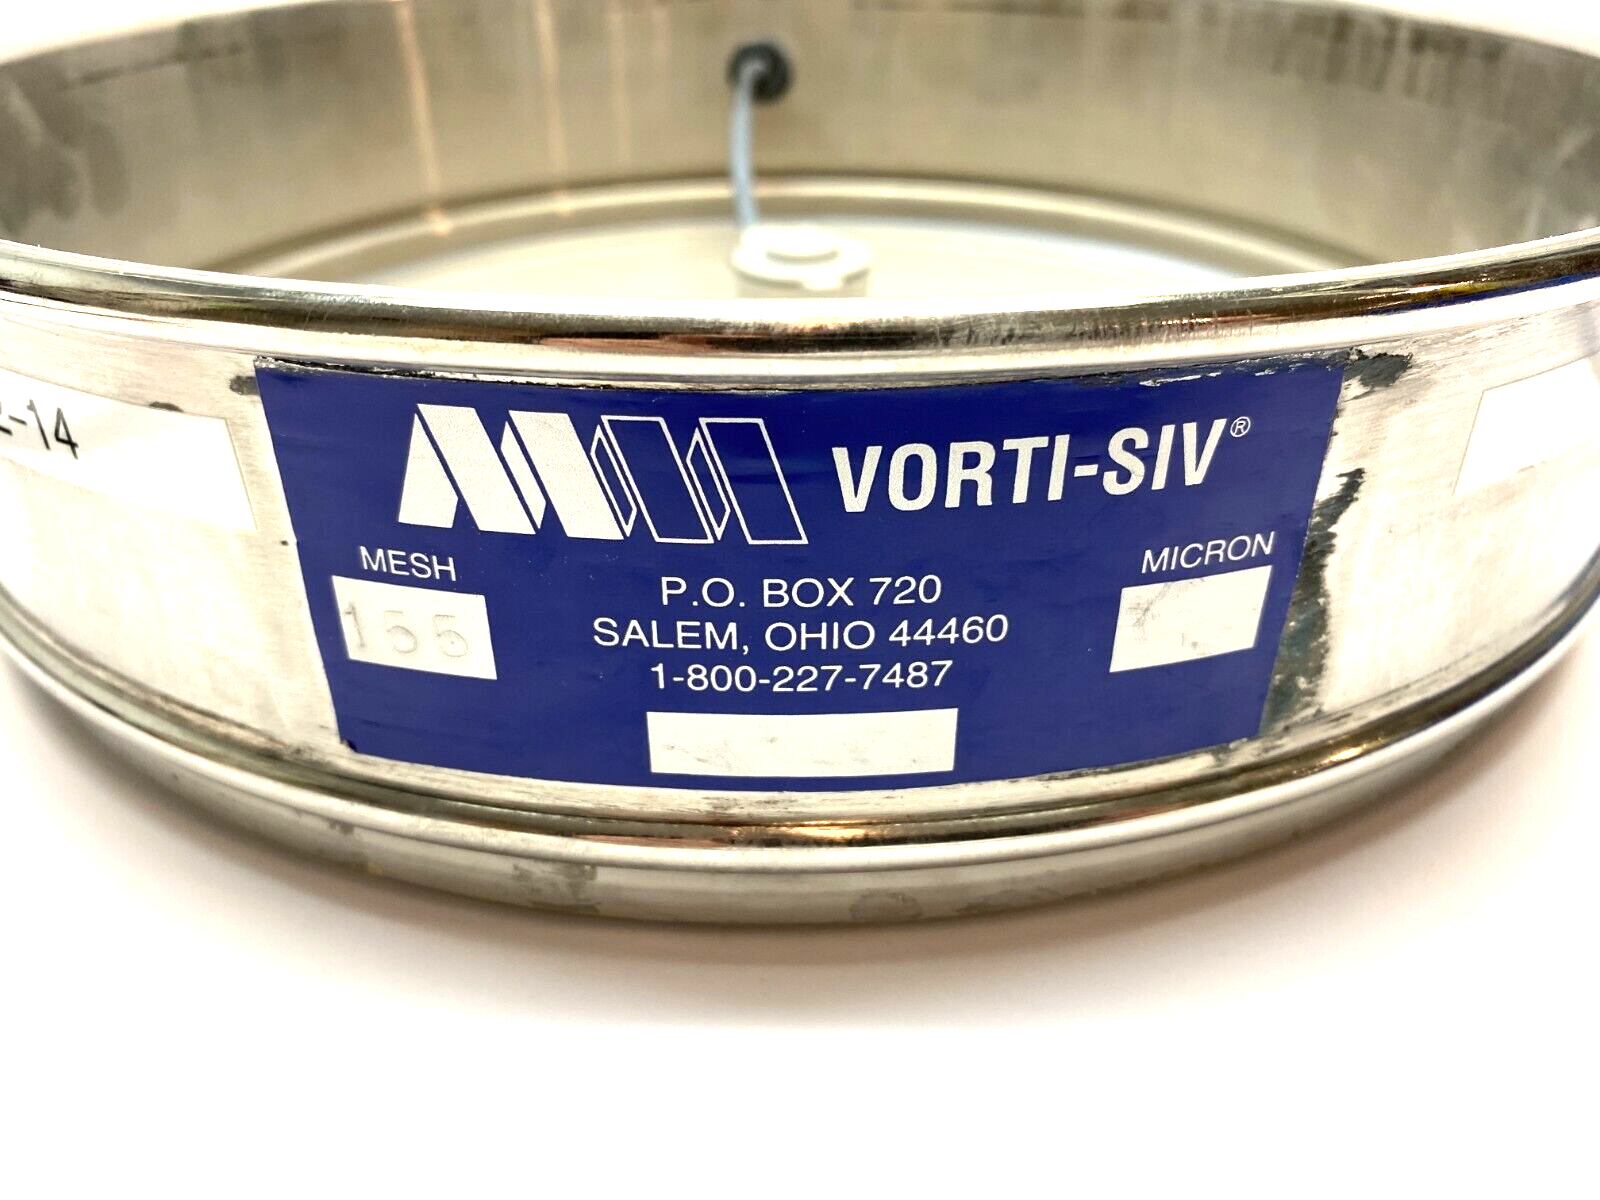 -14
VORTI-SIV®
MESH
MICRON
155
P.O. BOX 720
SALEM, OHIO 44460
1-800-227-7487